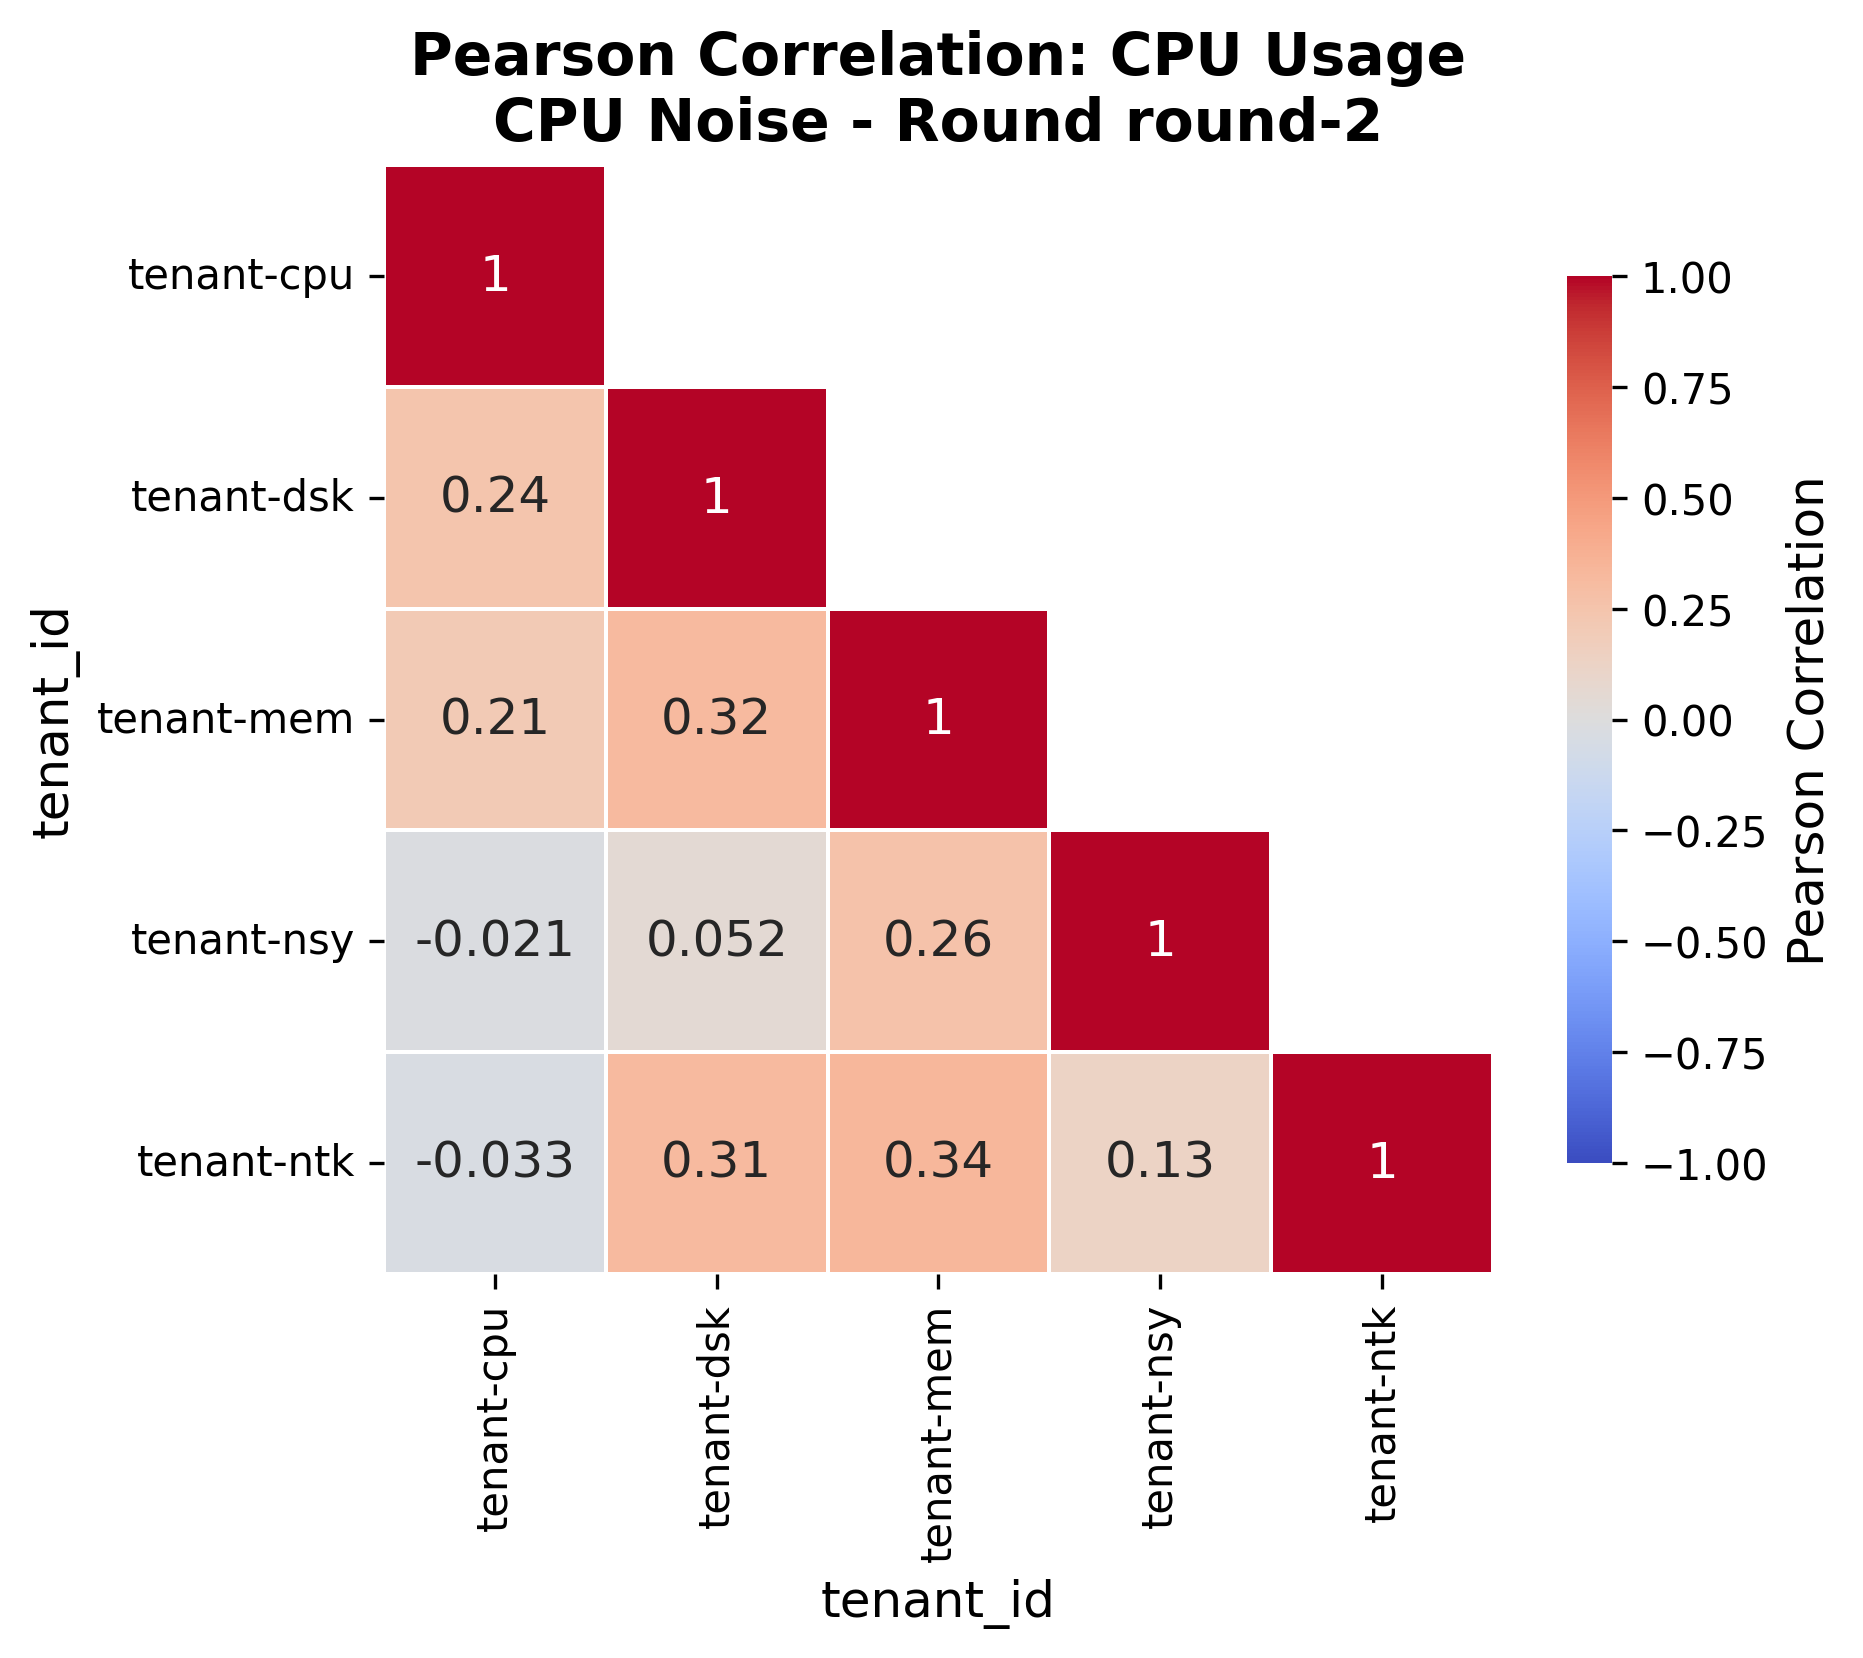 Pearson Correlation: CPU Usage
CPU Noise - Round round-2
tenant_id
tenant-cpu
tenant-dsk
tenant-mem
tenant-nsy
tenant-ntk
1
0.24 1
0.21 0.32 1
-0.021 0.052 0.26 1
-0.033 0.31 0.34 0.13 1
tenant-cpu
tenant-dsk
tenant-mem
tenant-nsy
tenant-ntk
tenant_id
1.00
0.75
0.50
0.25
0.00
−0.25
−0.50
−0.75
−1.00
Pearson Correlation